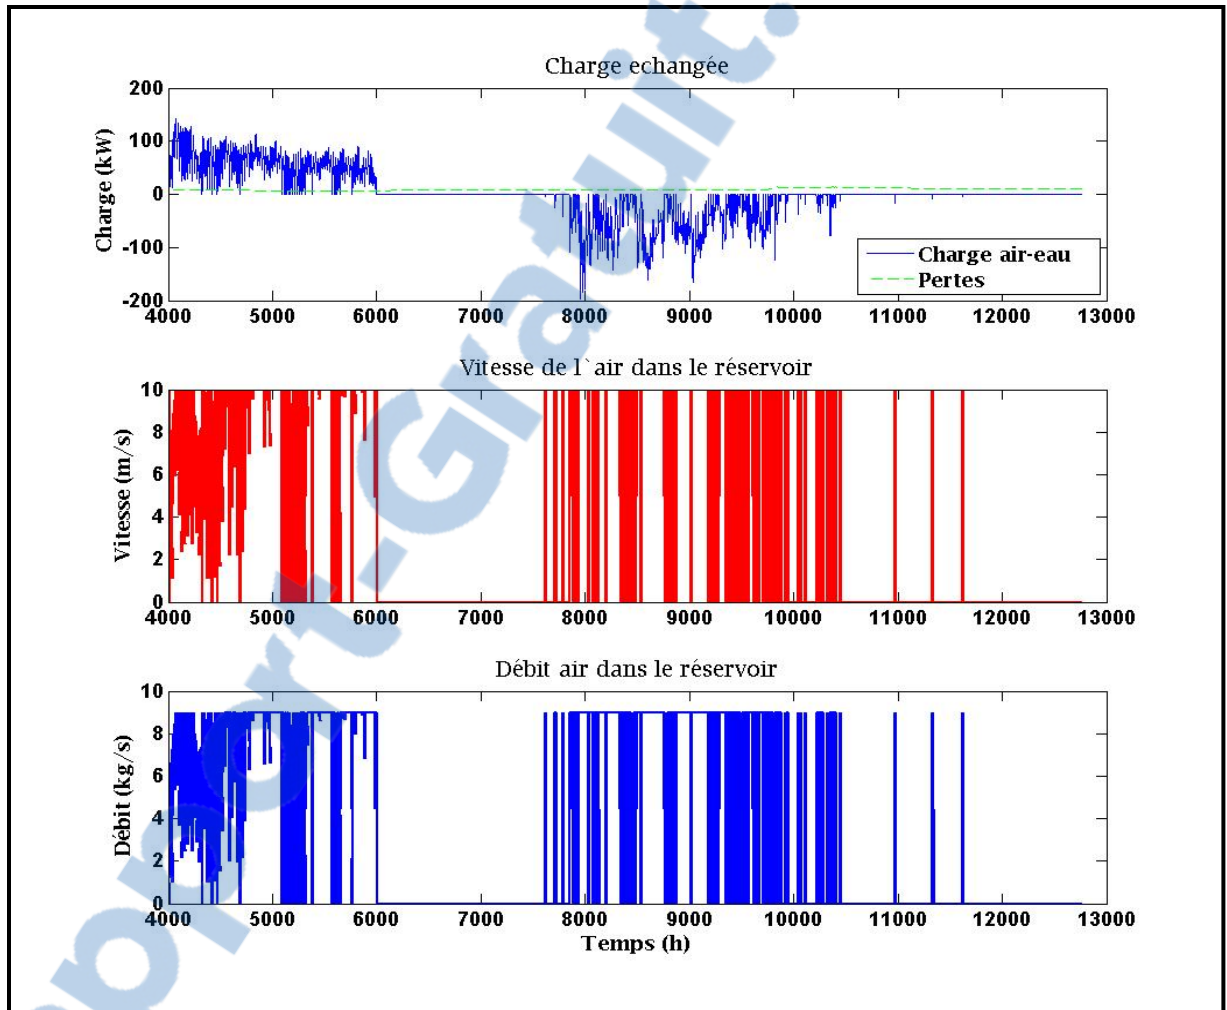 Charge echangée
200
100
0
-100
-200
Charge (kW)
Charge air-eau
Pertes
4000 5000 6000 7000 8000 9000 10000 11000 12000 13000
Vitesse de l`air dans le réservoir
10
8
6
4
2
0
Vitesse (m/s)
4000 5000 6000 7000 8000 9000 10000 11000 12000 13000
Débit air dans le réservoir
10
8
6
4
2
0
Débit (kg/s)
4000 5000 6000 7000 8000 9000 10000 11000 12000 13000
Temps (h)
pport-Gratuit.